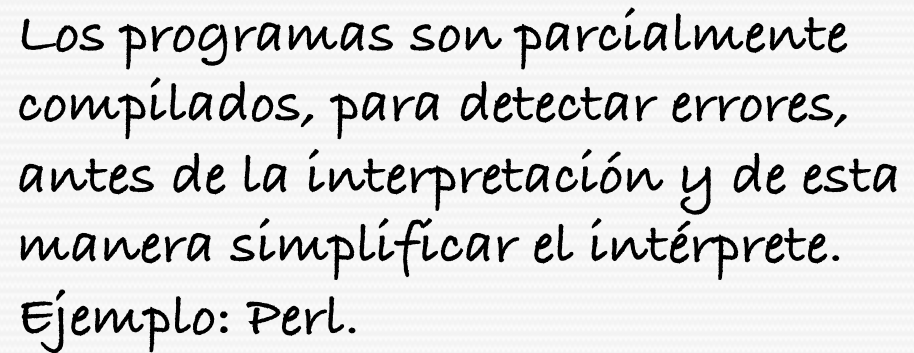 Los programas son parcialmente
compilados, para detectar errores,
antes de la interpretación y de esta
manera simplificar el intérprete.
Ejemplo: Perl.